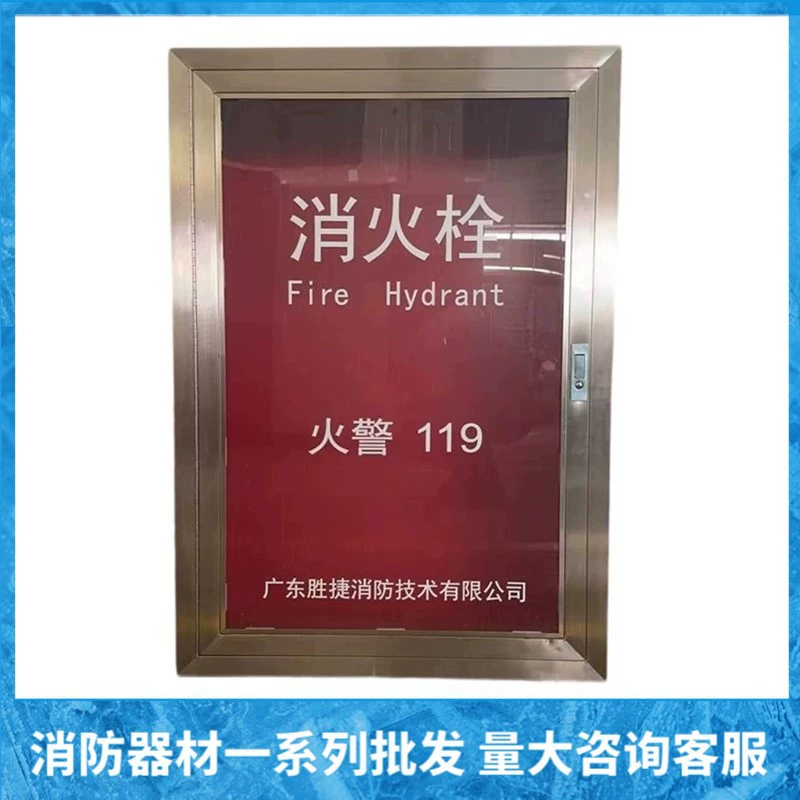 消火栓
Fire Hydrant
火警 119
广东胜捷消防技术有限公司
消防器材一系列批发 量大咨询客服